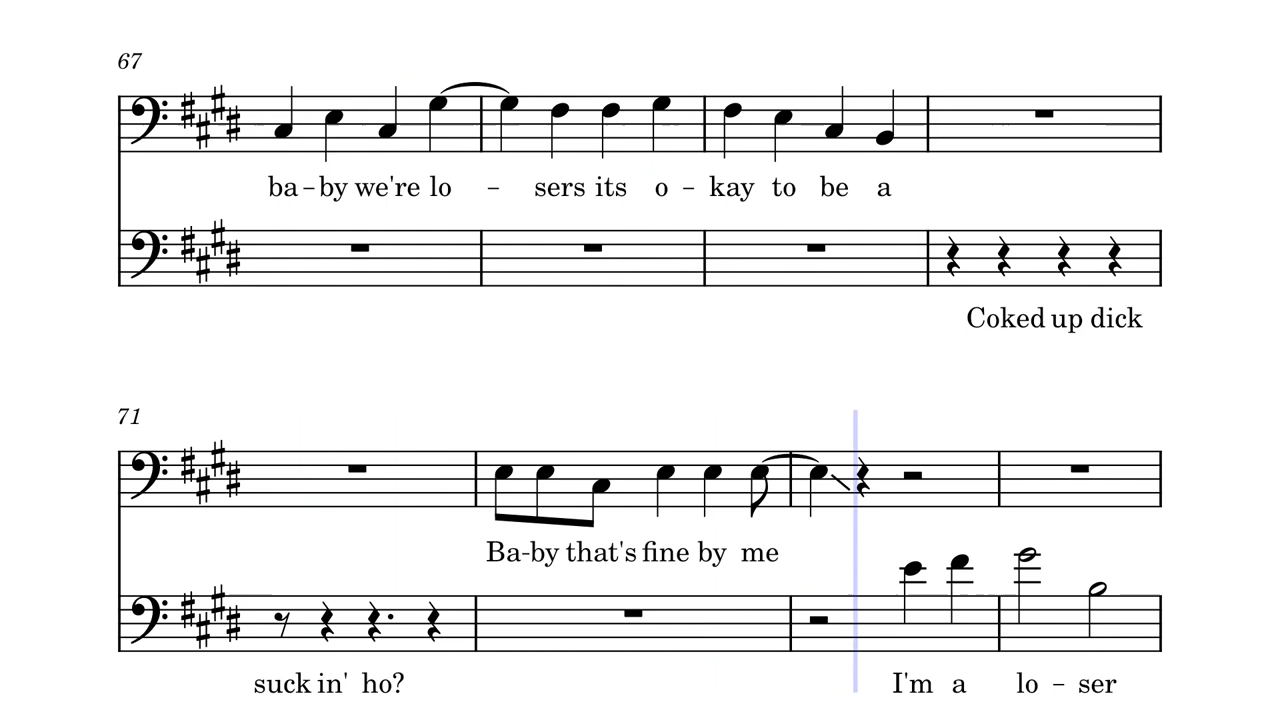 67
ba-by we're lo - sers its o - kay to be a
Coked up dick
71
Ba-by that's fine by me
suck in' ho?
I'm a lo - ser